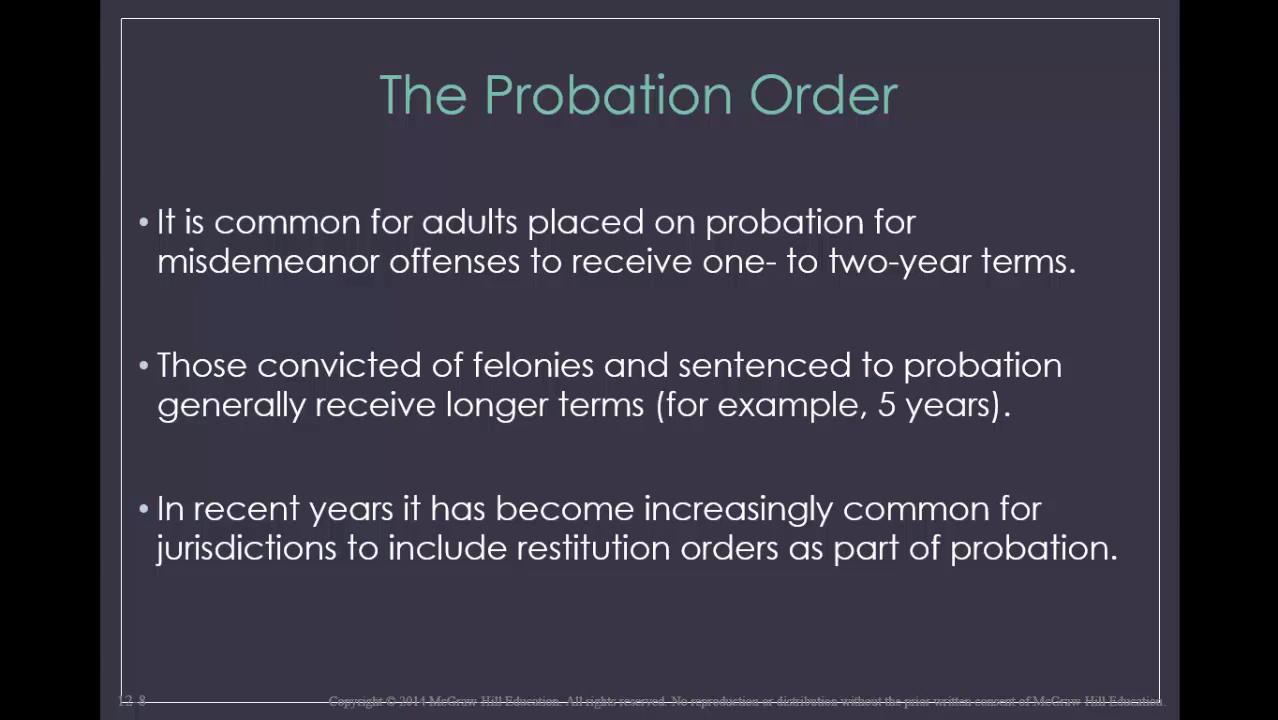 The Probation Order
• It is common for adults placed on probation for
misdemeanor offenses to receive one- to two-year terms.
• Those convicted of felonies and sentenced to probation
generally receive longer terms (for example, 5 years).
• In recent years it has become increasingly common for
jurisdictions to include restitution orders as part of probation.
12-8
Copyright © 2014 McGraw Hill Education. All rights reserved. No reproduction or distribution without the prior written consent of McGraw Hill Education.